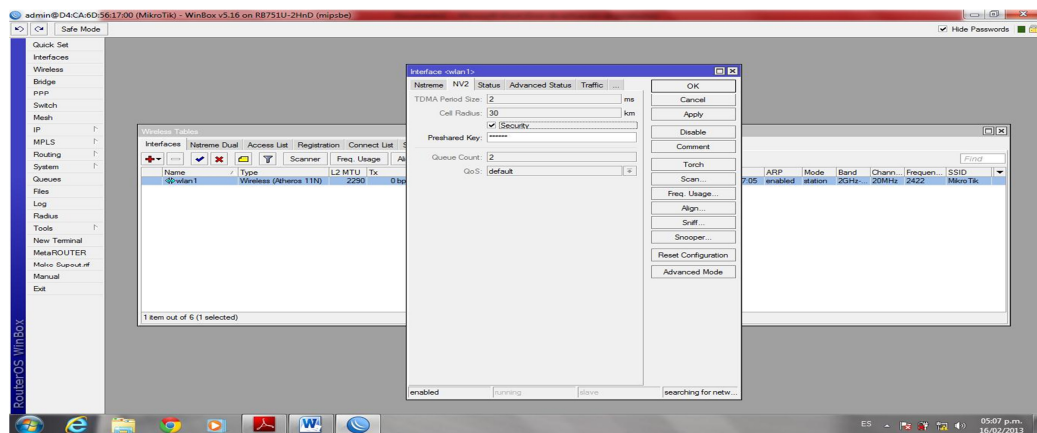 admin@D4:CA:6D:56:17:00 (MikroTik) - WinBox v5.16 on RB751U-2HnD (mipsbe)
Safe Mode
Hide Passwords
Quick Set
Interfaces
Wireless
Bridge
PPP
Switch
Mesh
IP
MPLS
Routing
System
Queues
Files
Log
Radius
Tools
New Terminal
MetaROUTER
Make Supout.rif
Manual
Exit
RouterOS WinBox
Wireless Tables
Interfaces Nstreme Dual Access List Registration Connect List
Scanner Freq. Usage
Find
Name Type L2 MTU Tx ARP Mode Band Chann... Frequen... SSID
wlan1 Wireless (Atheros 11N) 2290 0 bp 7:05 enabled station 2GHz-... 20MHz 2422 MikroTik
1 item out of 6 (1 selected)
Interface <wlan1>
Nstreme NV2 Status Advanced Status Traffic ...
TDMA Period Size: 2 ms
Cell Radius: 30 km
Security
Preshared Key: ******
Queue Count: 2
QoS: default
OK
Cancel
Apply
Disable
Comment
Torch
Scan...
Freq. Usage...
Align...
Sniff...
Snooper...
Reset Configuration
Advanced Mode
enabled running slave searching for netw...
ES
05:07 p.m.
16/02/2013